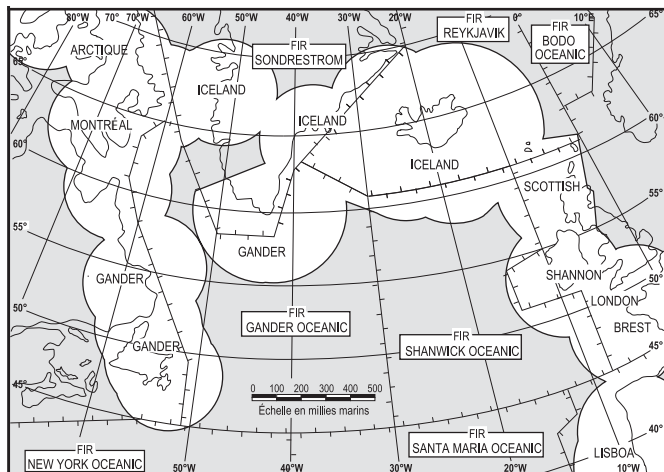 80°W 70°W 60°W 50°W 40°W 30°W 20°W 0° 10°E
FIR
REYKJAVIK
FIR
SONDRESTROM
FIR
BODO
OCEANIC
ARCTIQUE
65°
65°
ICELAND
MONTRÉAL
ICELAND
60°
ICELAND
60°
SCOTTISH
55°
55°
GANDER
GANDER
SHANNON
50°
50°
LONDON
FIR
GANDER OCEANIC
BREST
GANDER
FIR
SHANWICK OCEANIC
45°
45°
0 100 200 300 400 500
Échelle en millies marins
FIR
NEW YORK OCEANIC
FIR
SANTA MARIA OCEANIC
40°
LISBOA
50°W 40°W 30°W 20°W 10°W